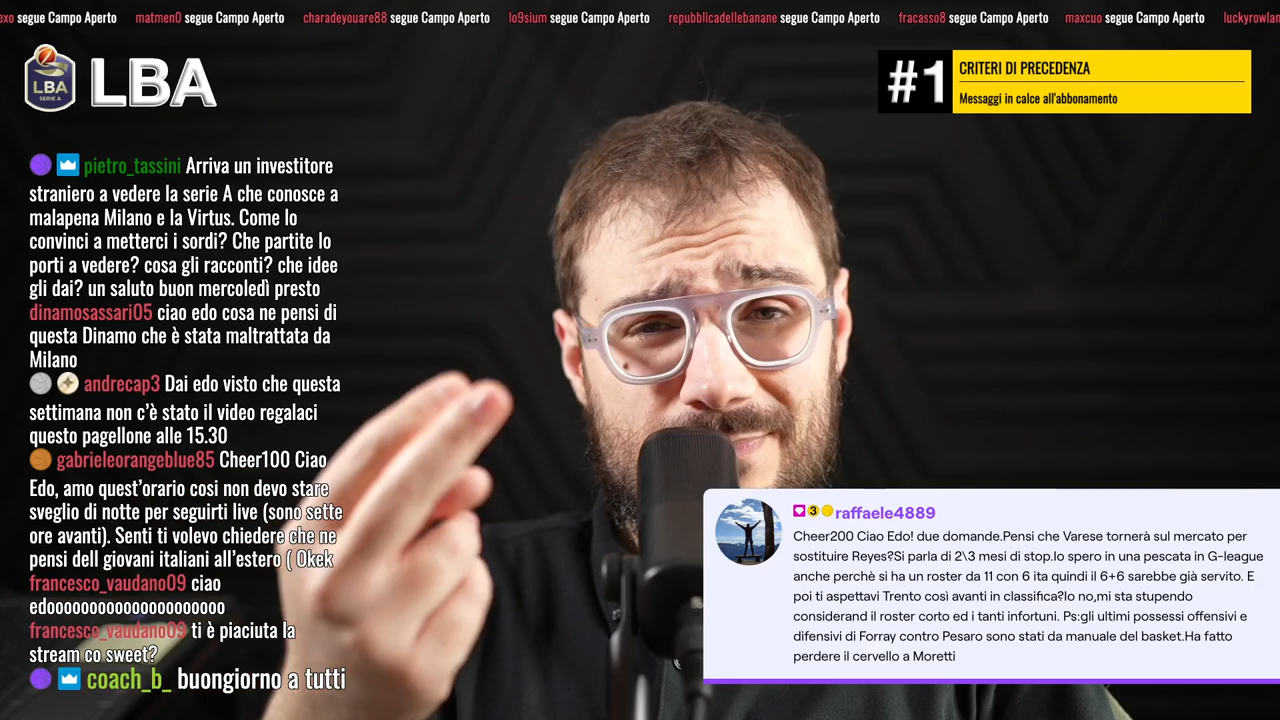 exo segue Campo Aperto matmen0 segue Campo Aperto charadeyouare88 segue Campo Aperto lo9sium segue Campo Aperto repubblicadellebanane segue Campo Aperto fracasso8 segue Campo Aperto maxcuo segue Campo Aperto luckyrowlan
LBA
SERIE A
LBA
#1
CRITERI DI PRECEDENZA
Messaggi in calce all'abbonamento
pietro_tassini Arriva un investitore
straniero a vedere la serie A che conosce a
malapena Milano e la Virtus. Come lo
convinci a metterci i sordi? Che partite lo
porti a vedere? cosa gli racconti? che idee
gli dai? un saluto buon mercoledì presto
dinamosassari05 ciao edo cosa ne pensi di
questa Dinamo che è stata maltrattata da
Milano
andrecap3 Dai edo visto che questa
settimana non c'è stato il video regalaci
questo pagellone alle 15.30
gabrieleorangeblue85 Cheer100 Ciao
Edo, amo quest'orario cosi non devo stare
sveglio di notte per seguirti live (sono sette
ore avanti). Senti ti volevo chiedere che ne
pensi dell giovani italiani all'estero ( Okek
francesco_vaudano09 ciao
edooooooooooooooooooooo
francesco_vaudano09 ti è piaciuta la
stream co sweet?
coach_b_ buongiorno a tutti
3 raffaele4889
Cheer200 Ciao Edo! due domande.Pensi che Varese tornerà sul mercato per
sostituire Reyes?Si parla di 2\3 mesi di stop.Io spero in una pescata in G-league
anche perchè si ha un roster da 11 con 6 ita quindi il 6+6 sarebbe già servito. E
poi ti aspettavi Trento così avanti in classifica?Io no,mi sta stupendo
considerand il roster corto ed i tanti infortuni. Ps:gli ultimi possessi offensivi e
difensivi di Forray contro Pesaro sono stati da manuale del basket.Ha fatto
perdere il cervello a Moretti